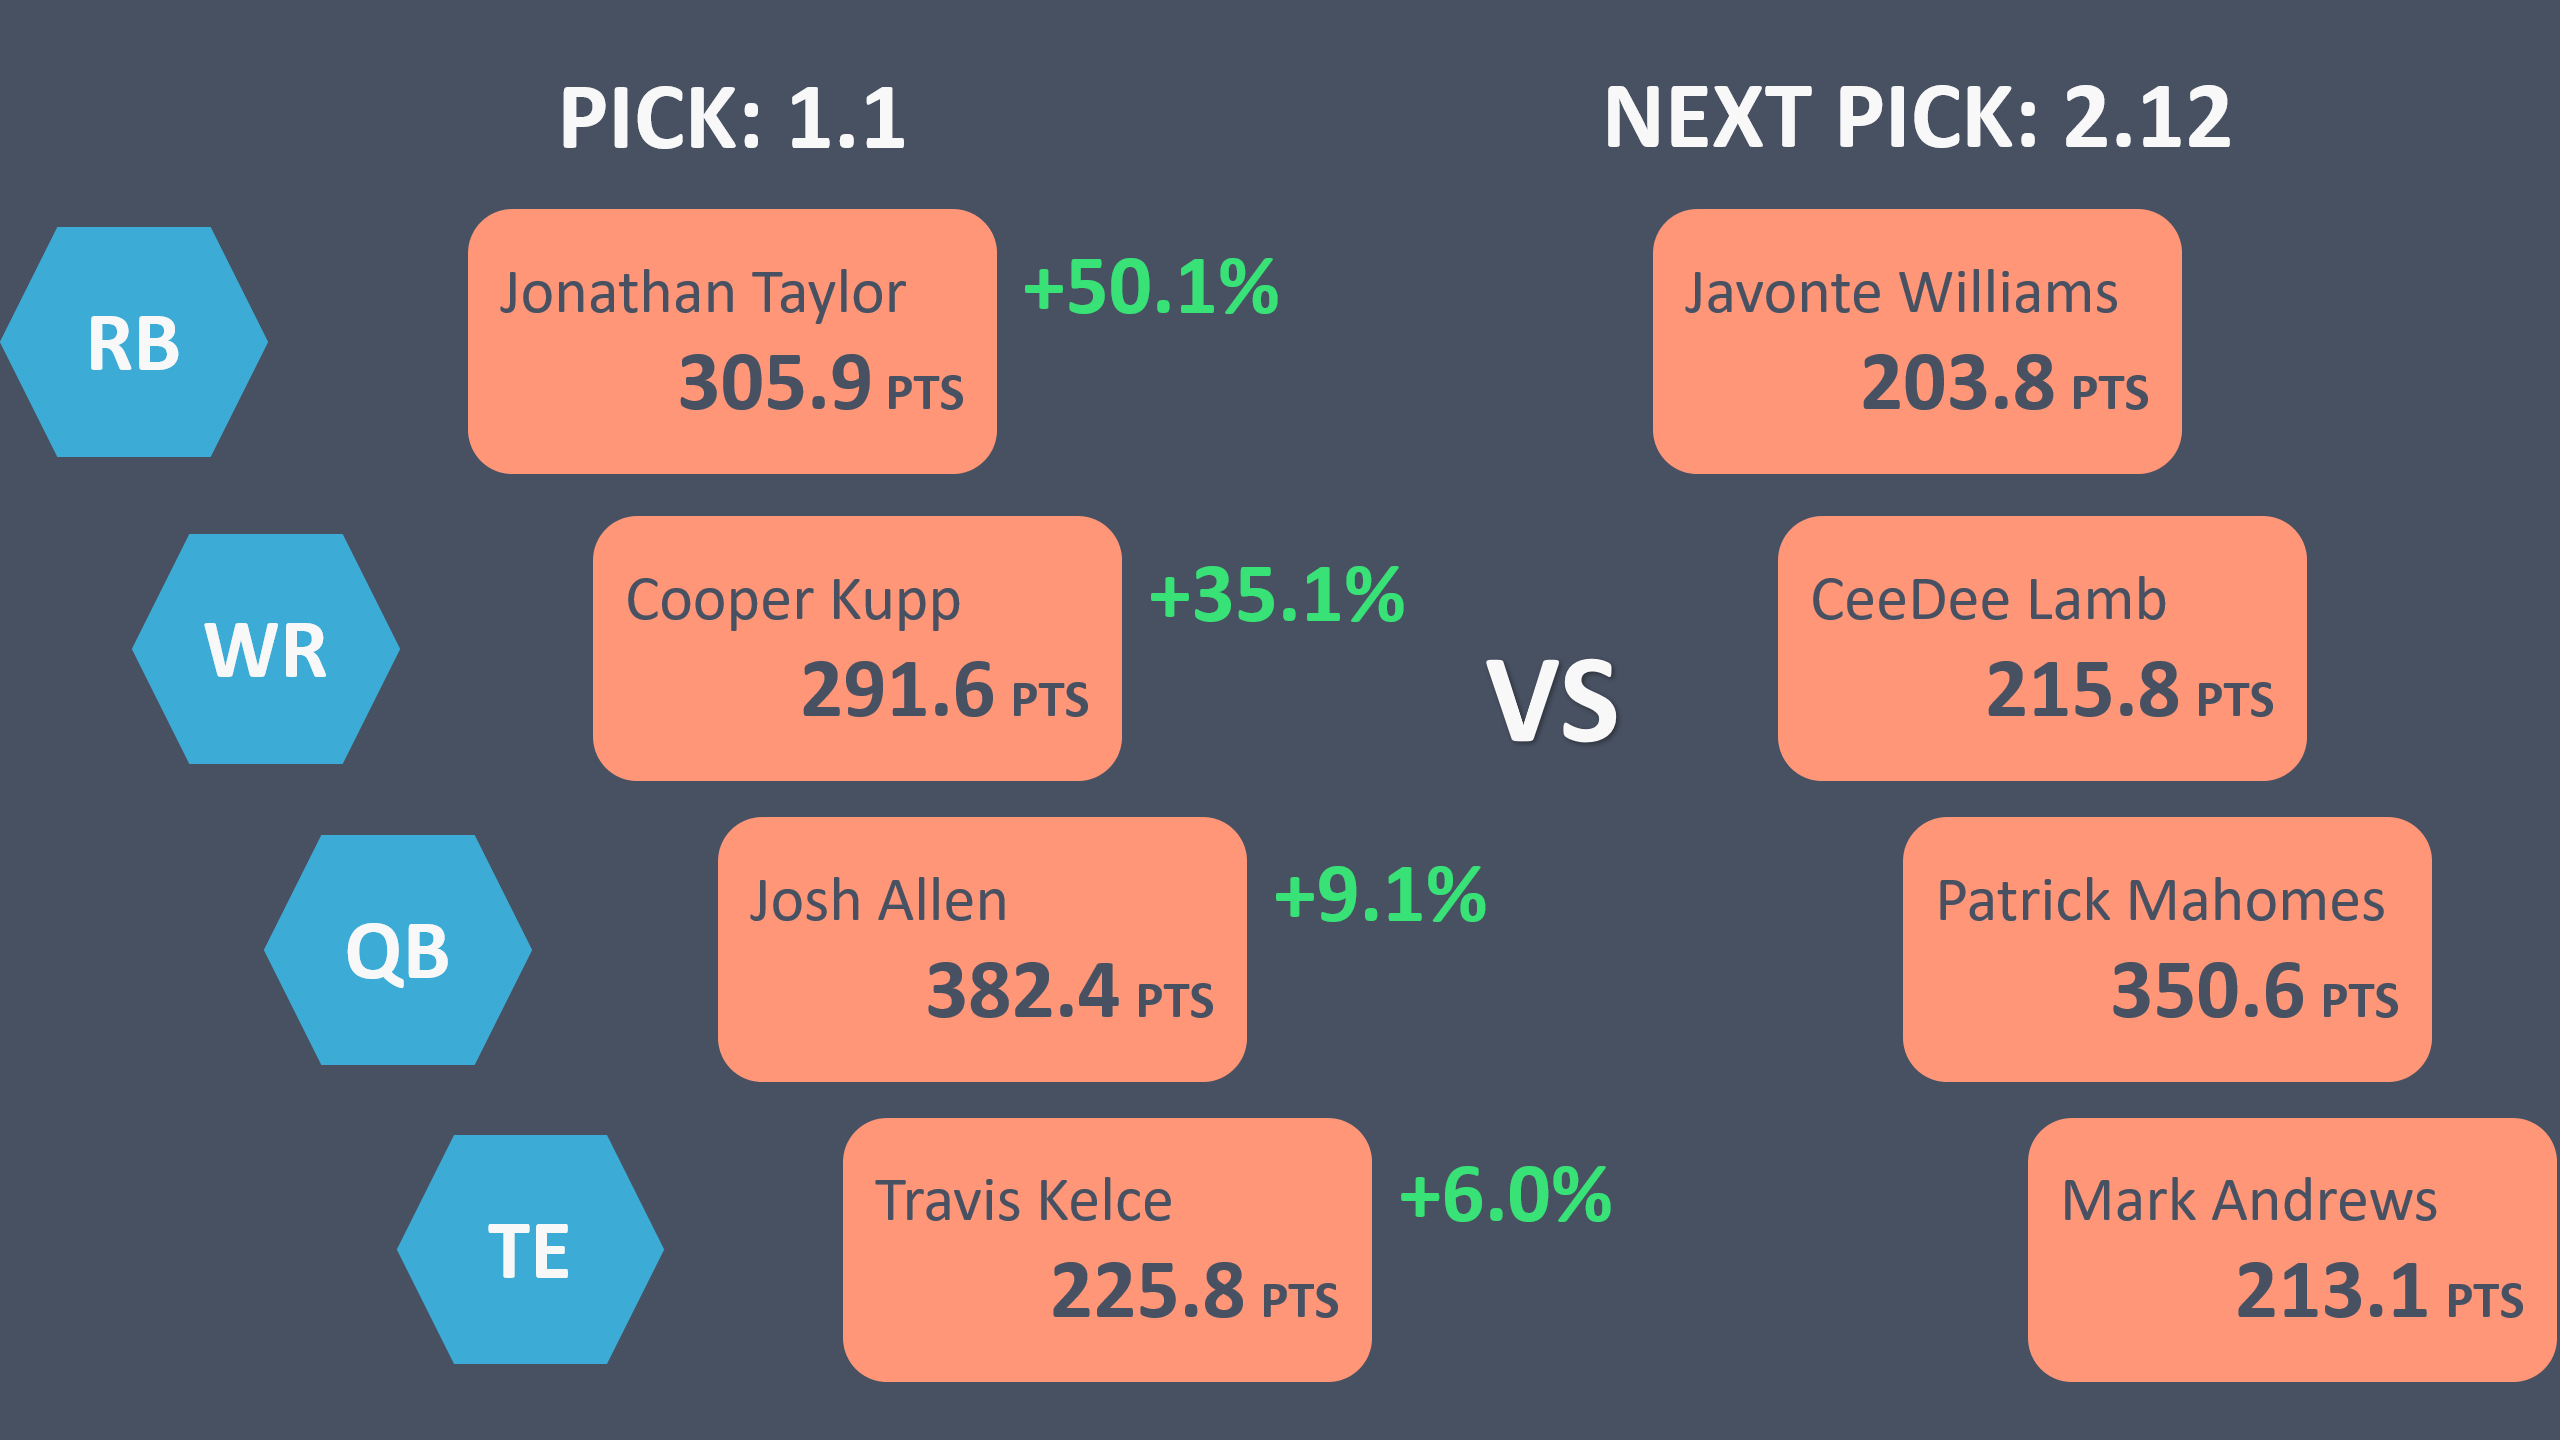 PICK: 1.1
NEXT PICK: 2.12
RB
Jonathan Taylor
305.9 PTS
+50.1%
Javonte Williams
203.8 PTS
WR
Cooper Kupp
291.6 PTS
+35.1%
VS
CeeDee Lamb
215.8 PTS
QB
Josh Allen
382.4 PTS
+9.1%
Patrick Mahomes
350.6 PTS
TE
Travis Kelce
225.8 PTS
+6.0%
Mark Andrews
213.1 PTS